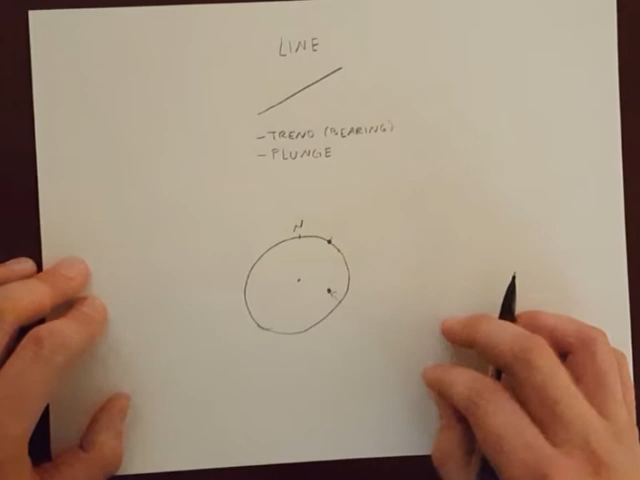 LINE
- TREND (BEARING)
- PLUNGE
N